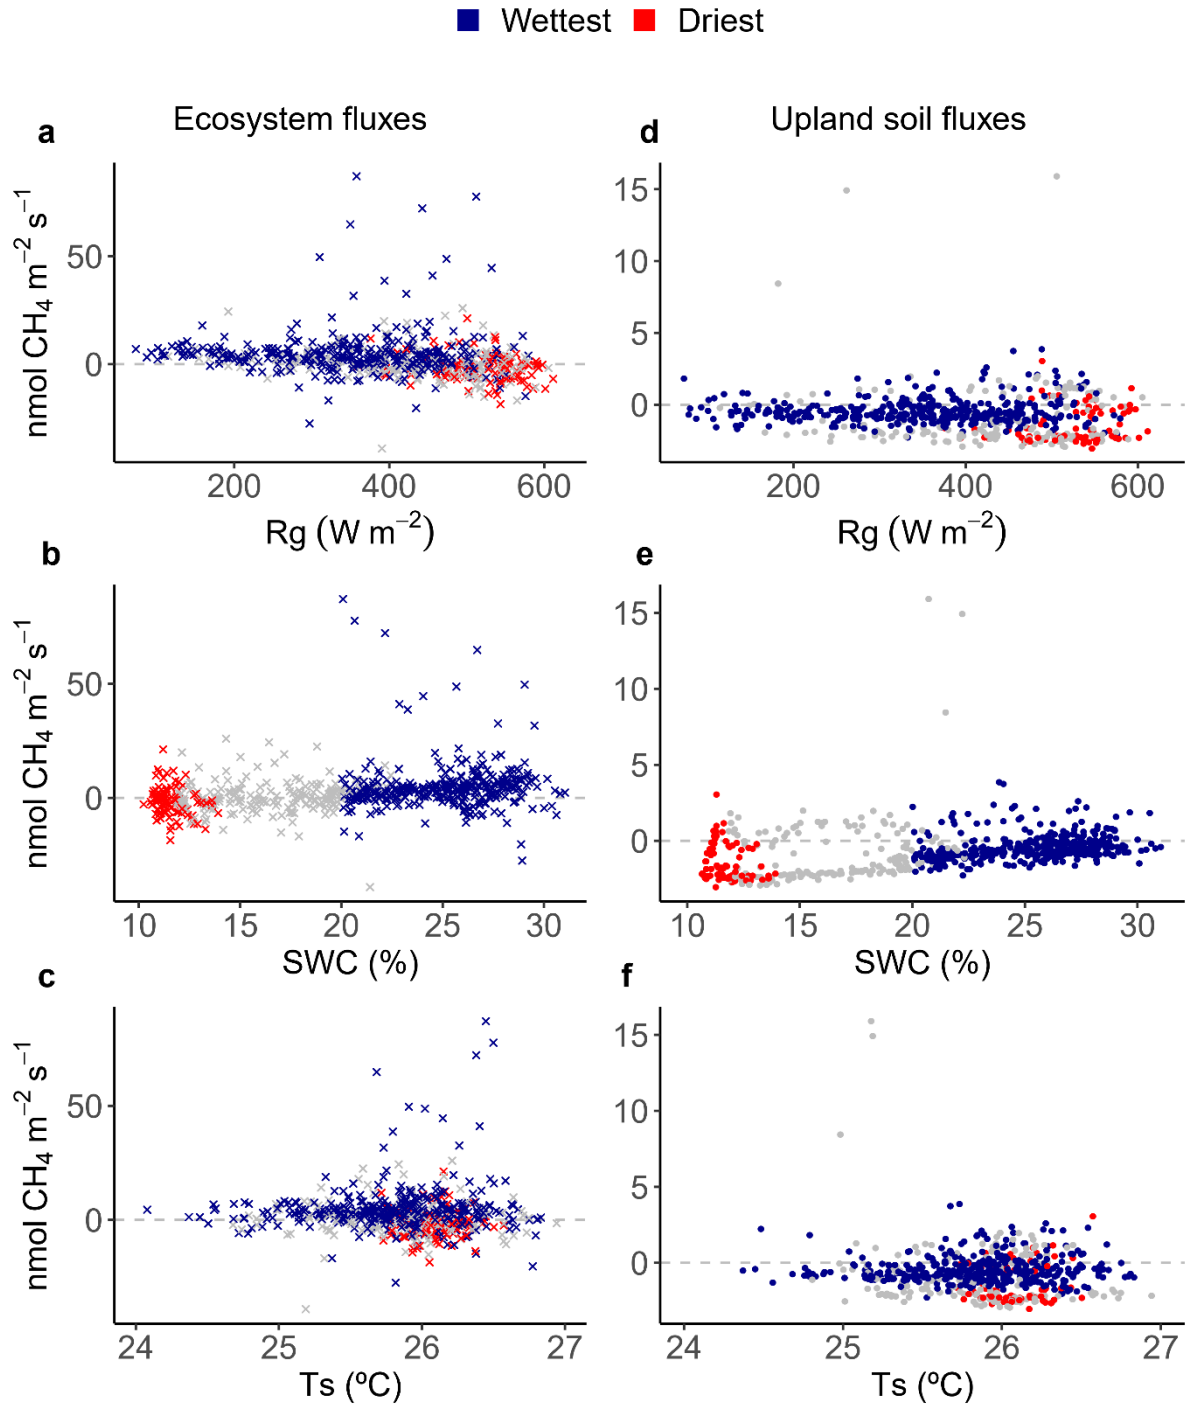 Wettest Driest
a Ecosystem fluxes
nmol CH₄ m⁻² s⁻¹
50
0
200 400 600
Rg (W m⁻²)
d Upland soil fluxes
15
10
5
0
200 400 600
Rg (W m⁻²)
b
nmol CH₄ m⁻² s⁻¹
50
0
10 15 20 25 30
SWC (%)
e
15
10
5
0
10 15 20 25 30
SWC (%)
c
nmol CH₄ m⁻² s⁻¹
50
0
24 25 26 27
Ts (ºC)
f
15
10
5
0
24 25 26 27
Ts (ºC)